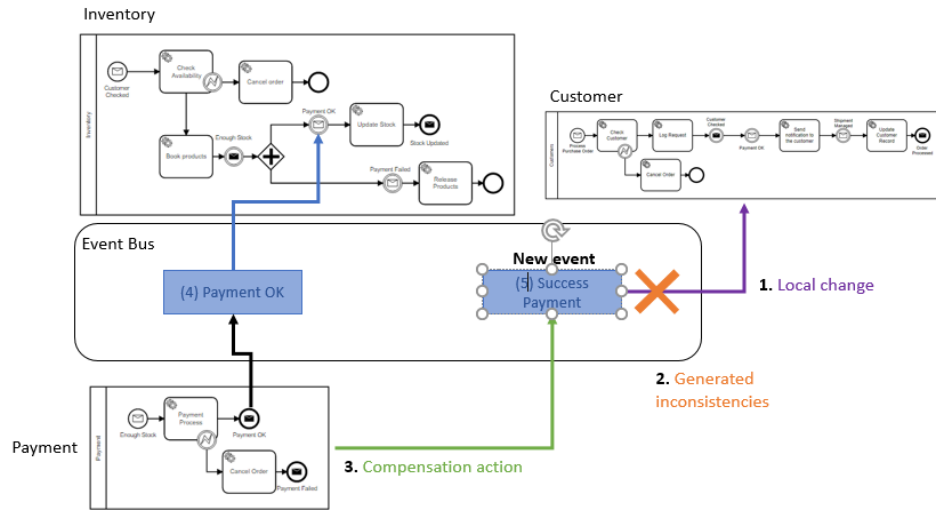 Inventory
Inventory
Customer
Checked
Check
Availability
Cancel order
Book products
Enough Stock
Payment OK
Update Stock
Stock Updated
Payment Failed
Release
Products
Customer
Customers
Process
Purchase Order
Check
Customer
Log Request
Customer
Checked
Payment OK
Send
notification to
the customer
Shipment
Managed
Update
Customer
Record
Order
Processed
Cancel Order
Event Bus
(4) Payment OK
New event
(5) Success
Payment
1. Local change
2. Generated
inconsistencies
Payment
Payment
Enough Stock
Payment
Process
Payment OK
Cancel Order
Payment Failed
3. Compensation action